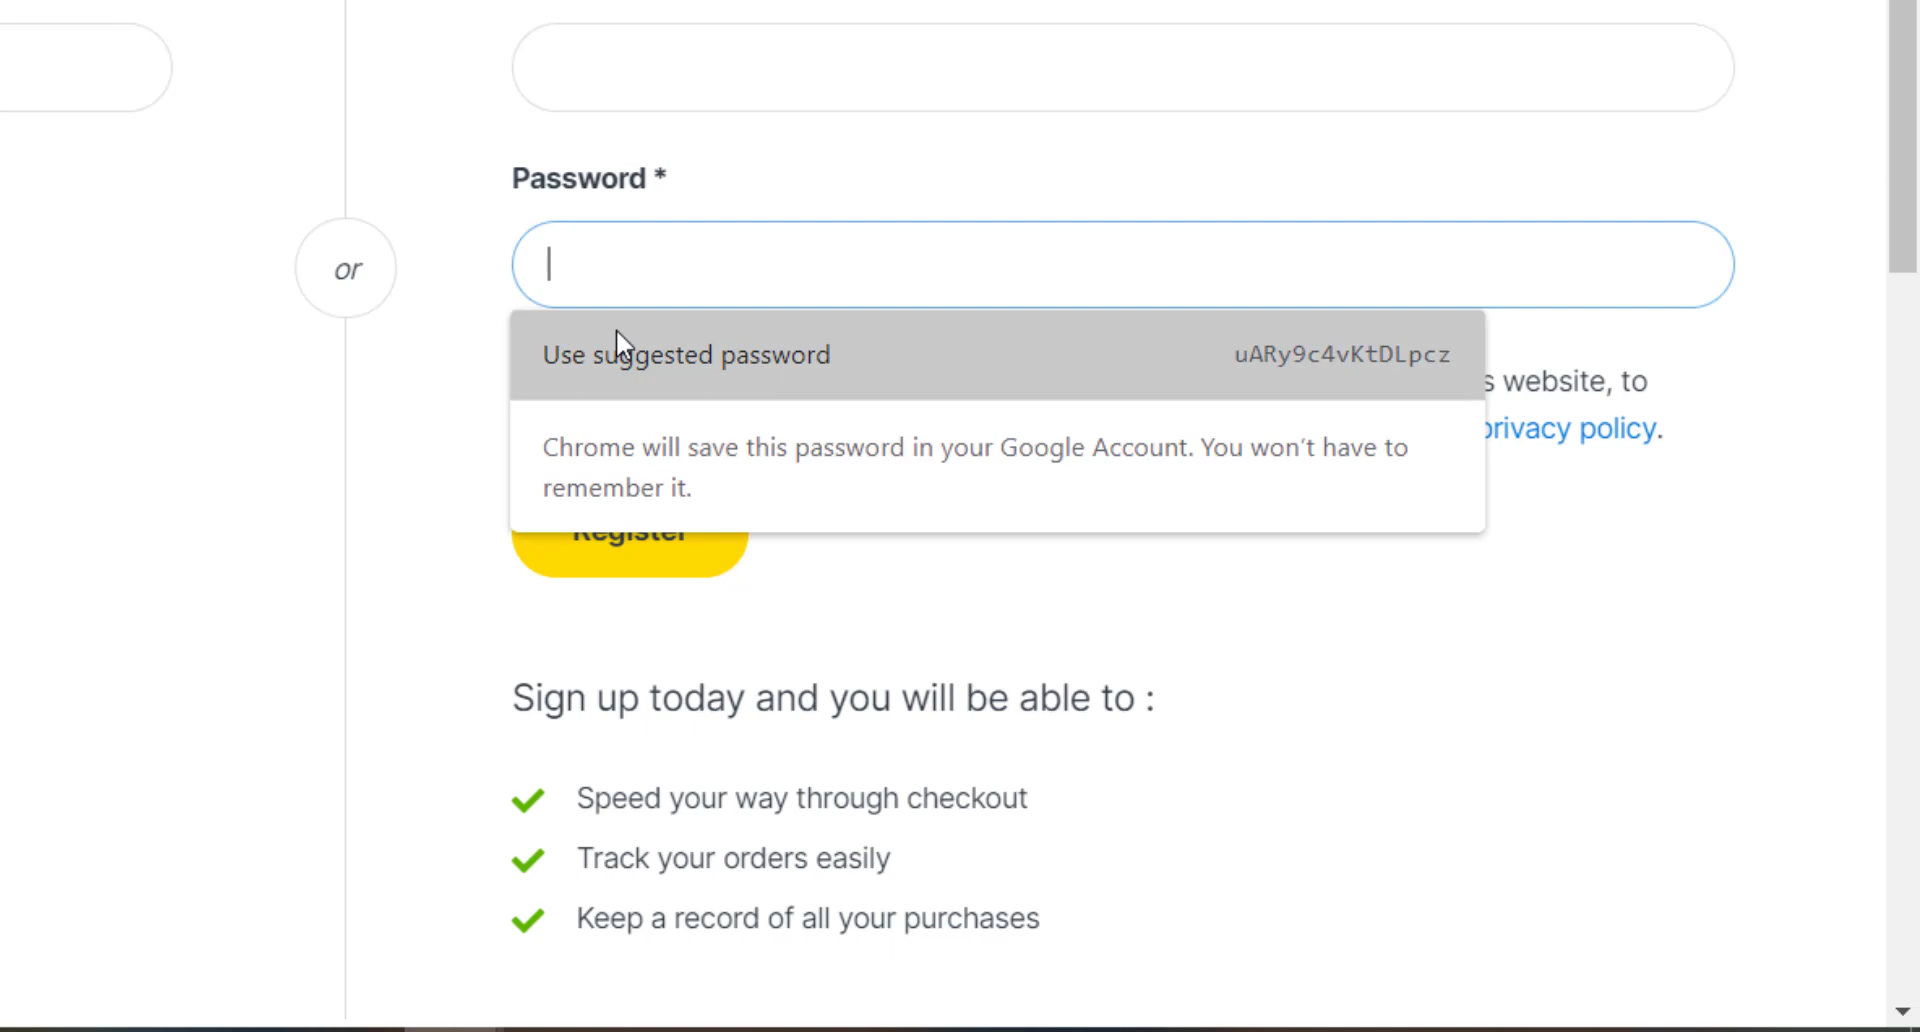 Password *
or
Use suggested password uARy9c4vKtDLpcz
s website, to
privacy policy.
Chrome will save this password in your Google Account. You won't have to
remember it.
Register
Sign up today and you will be able to :
Speed your way through checkout
Track your orders easily
Keep a record of all your purchases